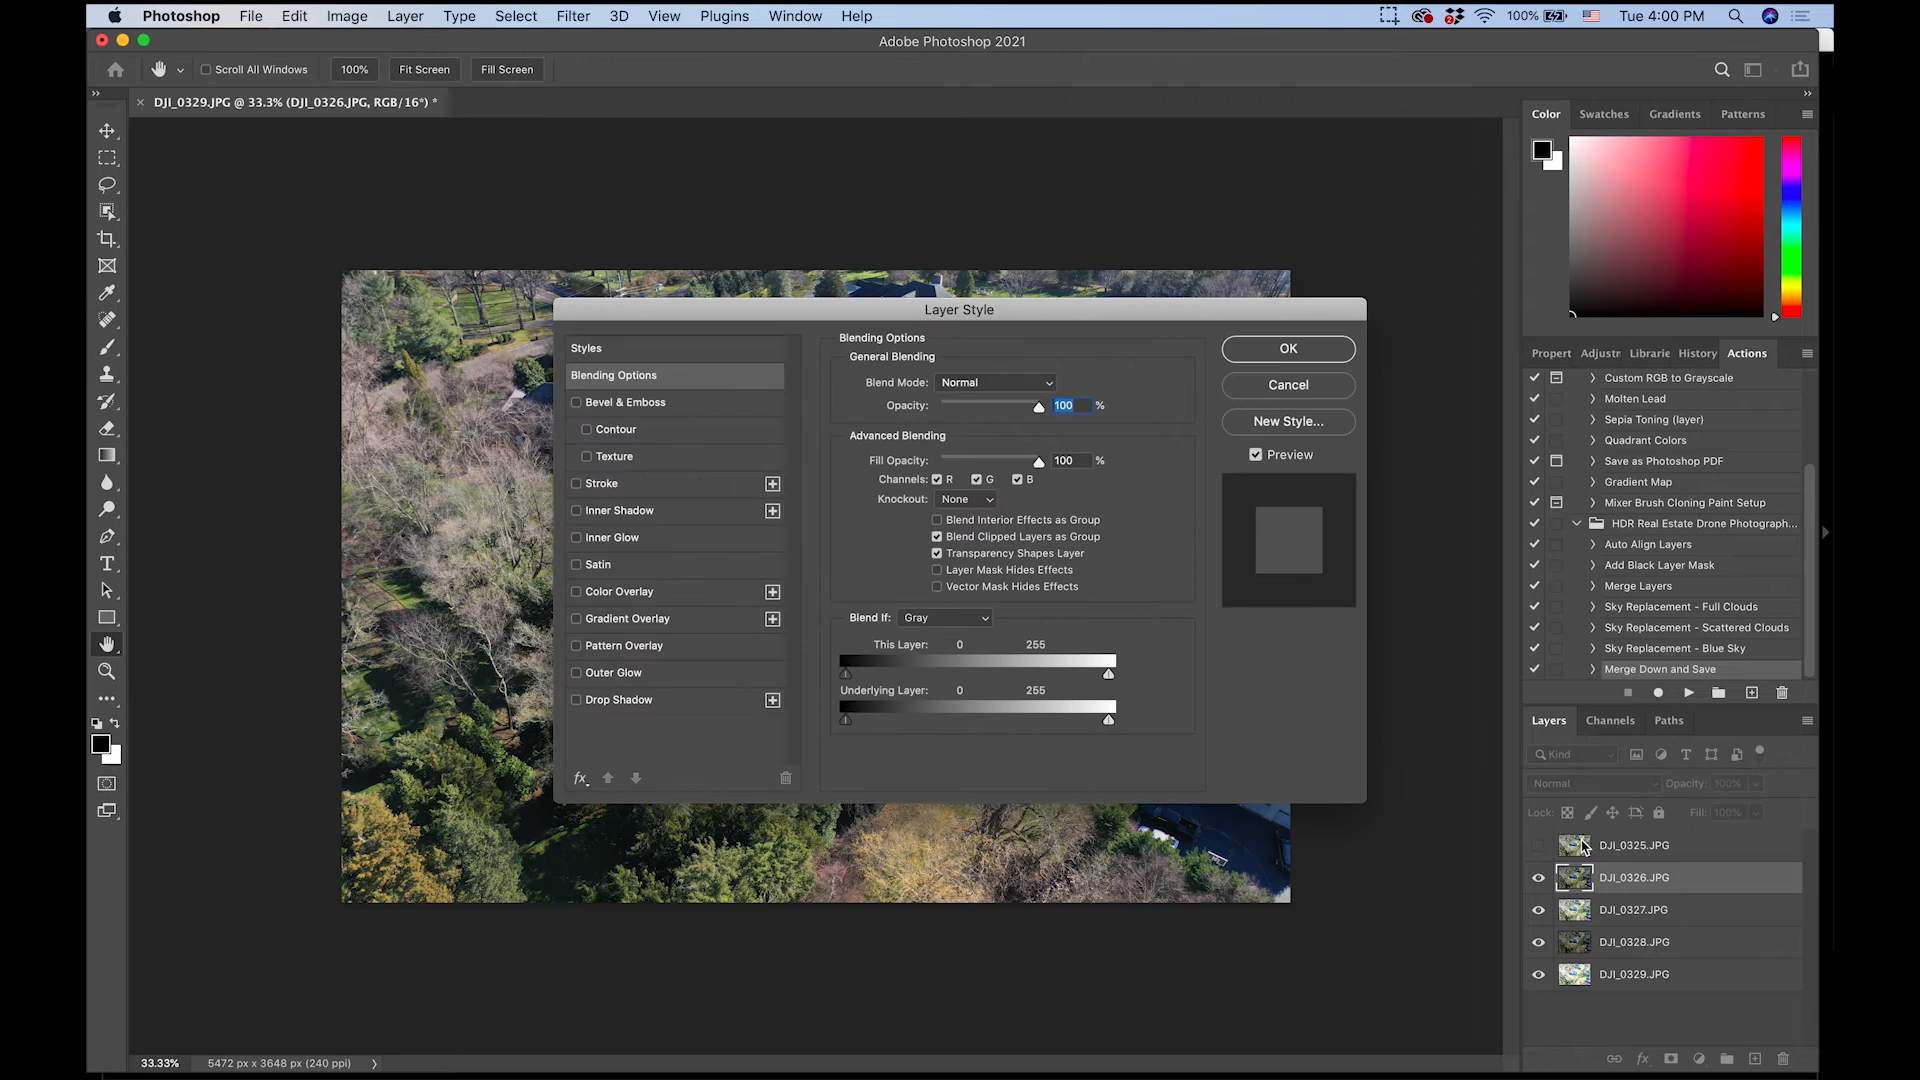 Photoshop File Edit Image Layer Type Select Filter 3D View Plugins Window Help 2 100% Tue 4:00 PM
Adobe Photoshop 2021
Scroll All Windows 100% Fit Screen Fill Screen
DJI_0329.JPG @ 33.3% (DJI_0326.JPG, RGB/16*) *
Color Swatches Gradients Patterns
Layer Style
Styles
Blending Options
Bevel & Emboss
Contour
Texture
Stroke
Inner Shadow
Inner Glow
Satin
Color Overlay
Gradient Overlay
Pattern Overlay
Outer Glow
Drop Shadow
fx
Blending Options
General Blending
Blend Mode: Normal
Opacity: 100 %
Advanced Blending
Fill Opacity: 100 %
Channels: R G B
Knockout: None
Blend Interior Effects as Group
Blend Clipped Layers as Group
Transparency Shapes Layer
Layer Mask Hides Effects
Vector Mask Hides Effects
Blend If: Gray
This Layer: 0 255
Underlying Layer: 0 255
OK
Cancel
New Style...
Preview
Propert Adjustr Librarie History Actions
Custom RGB to Grayscale
Molten Lead
Sepia Toning (layer)
Quadrant Colors
Save as Photoshop PDF
Gradient Map
Mixer Brush Cloning Paint Setup
HDR Real Estate Drone Photograph...
Auto Align Layers
Add Black Layer Mask
Merge Layers
Sky Replacement - Full Clouds
Sky Replacement - Scattered Clouds
Sky Replacement - Blue Sky
Merge Down and Save
Layers Channels Paths
Kind
Normal Opacity: 100%
Lock: Fill: 100%
DJI_0325.JPG
DJI_0326.JPG
DJI_0327.JPG
DJI_0328.JPG
DJI_0329.JPG
fx
33.33% 5472 px x 3648 px (240 ppi)